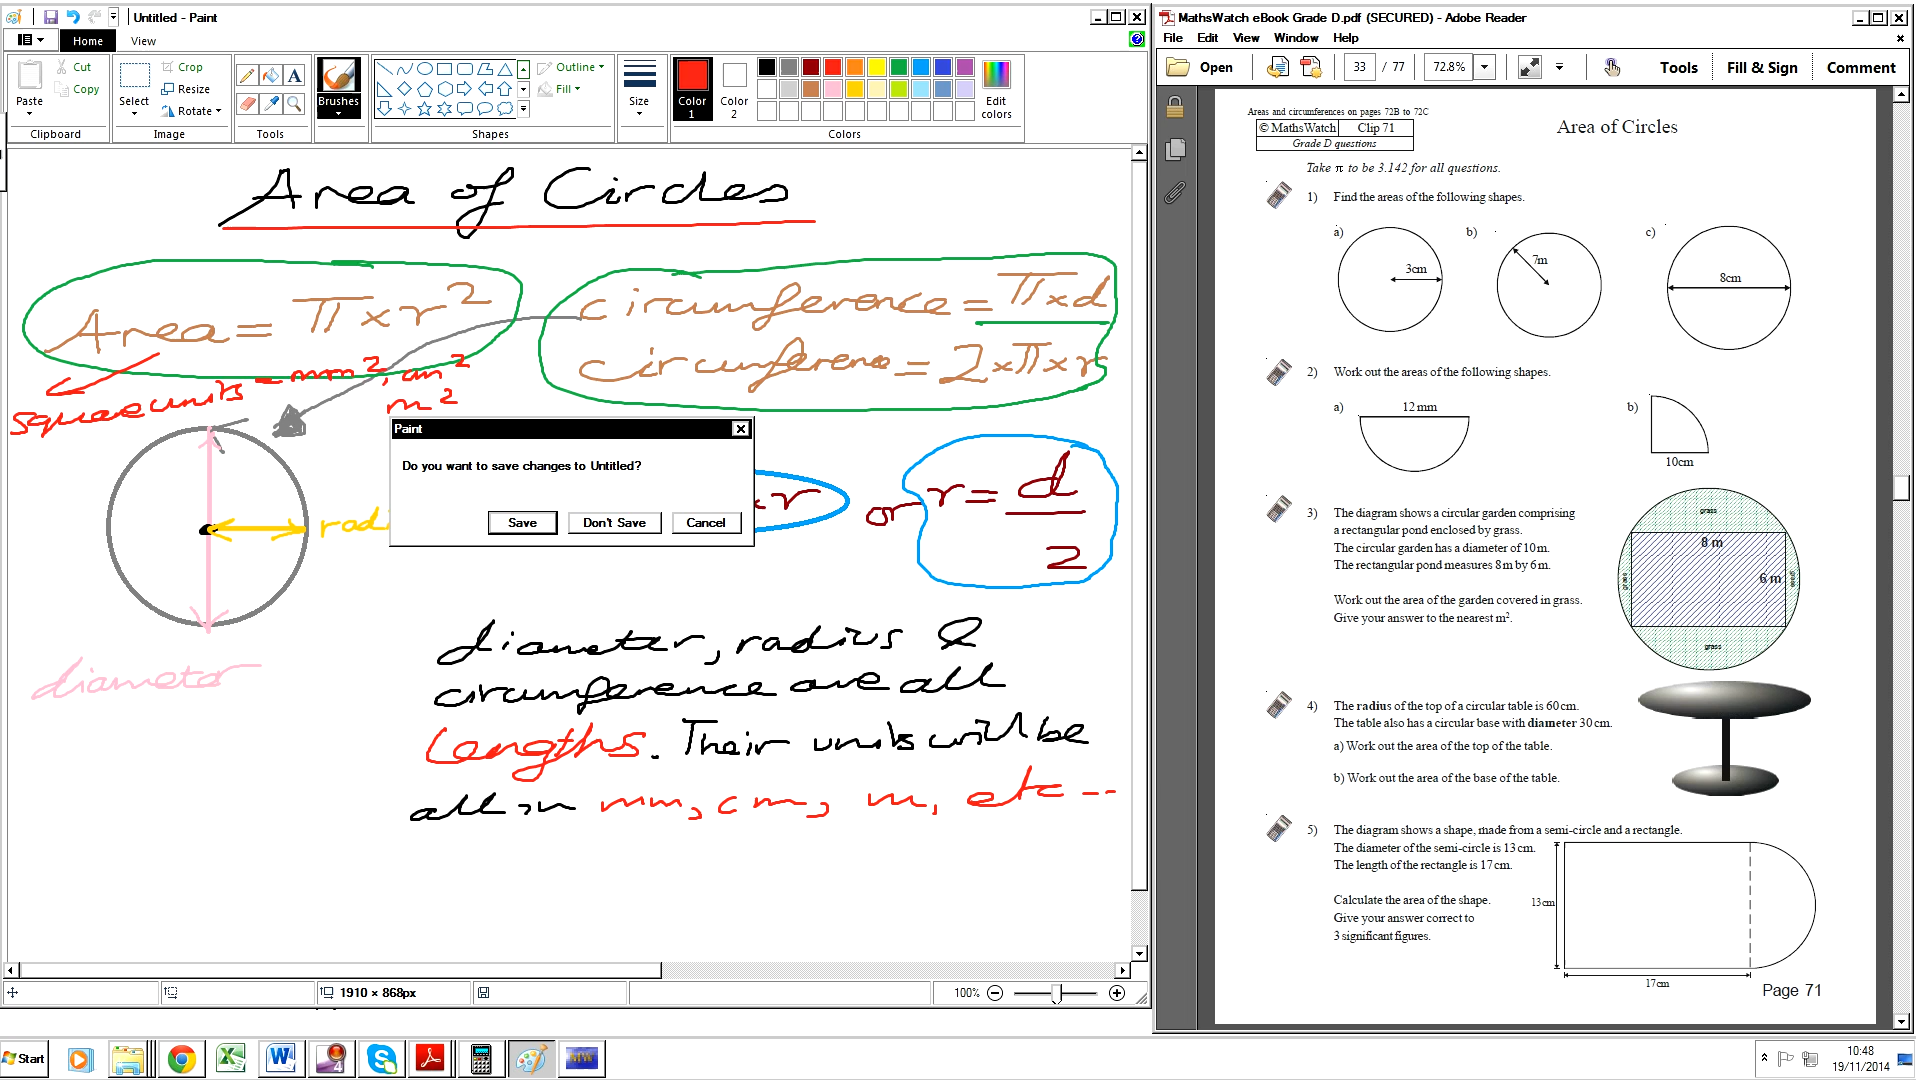 Untitled - Paint
Home
View
Paste
Cut
Copy
Clipboard
Select
Crop
Resize
Rotate
Image
Tools
Brushes
Shapes
Outline
Fill
Size
Color 1
Color 2
Edit colors
Colors
Area of Circles
Area = π × r²
circumference = π × d
circumference = 2 × π × r
square units = mm², cm²
m²
Paint
Do you want to save changes to Untitled?
Save
Don't Save
Cancel
×r
or r = d
2
radi
diameter
diameter, radius &
circumference are all
Lengths. Their units will be
all in mm, cm, m, etc --
1910 × 868px
100%
MathsWatch eBook Grade D.pdf (SECURED) - Adobe Reader
File Edit View Window Help
Open
33 / 77
72.8%
Tools
Fill & Sign
Comment
Areas and circumferences on pages 72B to 72C
© MathsWatch Clip 71
Grade D questions
Area of Circles
Take π to be 3.142 for all questions.
1) Find the areas of the following shapes.
a) b) c)
3cm
7m
8cm
2) Work out the areas of the following shapes.
a) 12mm
b)
10cm
3) The diagram shows a circular garden comprising
a rectangular pond enclosed by grass.
The circular garden has a diameter of 10m.
The rectangular pond measures 8m by 6m.
Work out the area of the garden covered in grass.
Give your answer to the nearest m².
grass
8 m
6 m
grass
grass
grass
4) The radius of the top of a circular table is 60cm.
The table also has a circular base with diameter 30cm.
a) Work out the area of the top of the table.
b) Work out the area of the base of the table.
5) The diagram shows a shape, made from a semi-circle and a rectangle.
The diameter of the semi-circle is 13cm.
The length of the rectangle is 17cm.
Calculate the area of the shape.
Give your answer correct to
3 significant figures.
13cm
17cm
Page 71
Start
10:48
19/11/2014